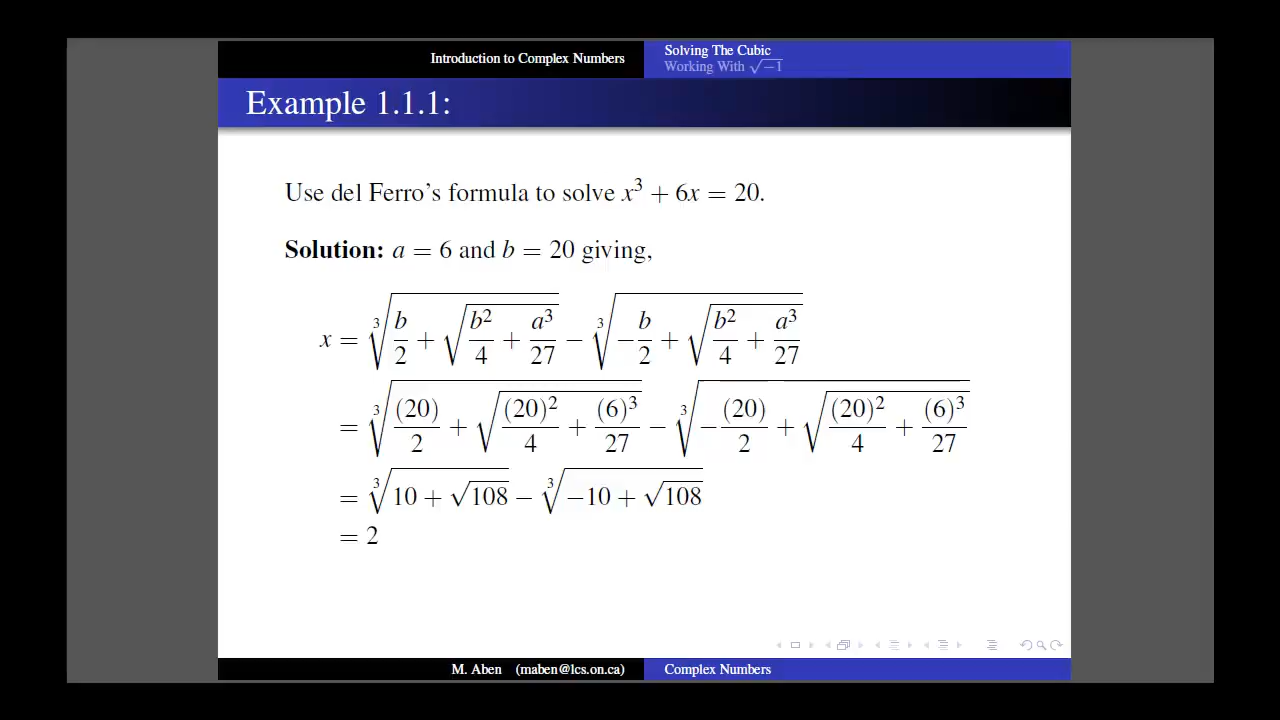 Introduction to Complex Numbers
Solving The Cubic
Working With √−1
Example 1.1.1:
Use del Ferro's formula to solve x³ + 6x = 20.
Solution: a = 6 and b = 20 giving,
x = ∛(b/2 + √(b²/4 + a³/27)) − ∛(−b/2 + √(b²/4 + a³/27))
= ∛((20)/2 + √((20)²/4 + (6)³/27)) − ∛(−(20)/2 + √((20)²/4 + (6)³/27))
= ∛(10 + √108) − ∛(−10 + √108)
= 2
M. Aben (maben@lcs.on.ca)
Complex Numbers